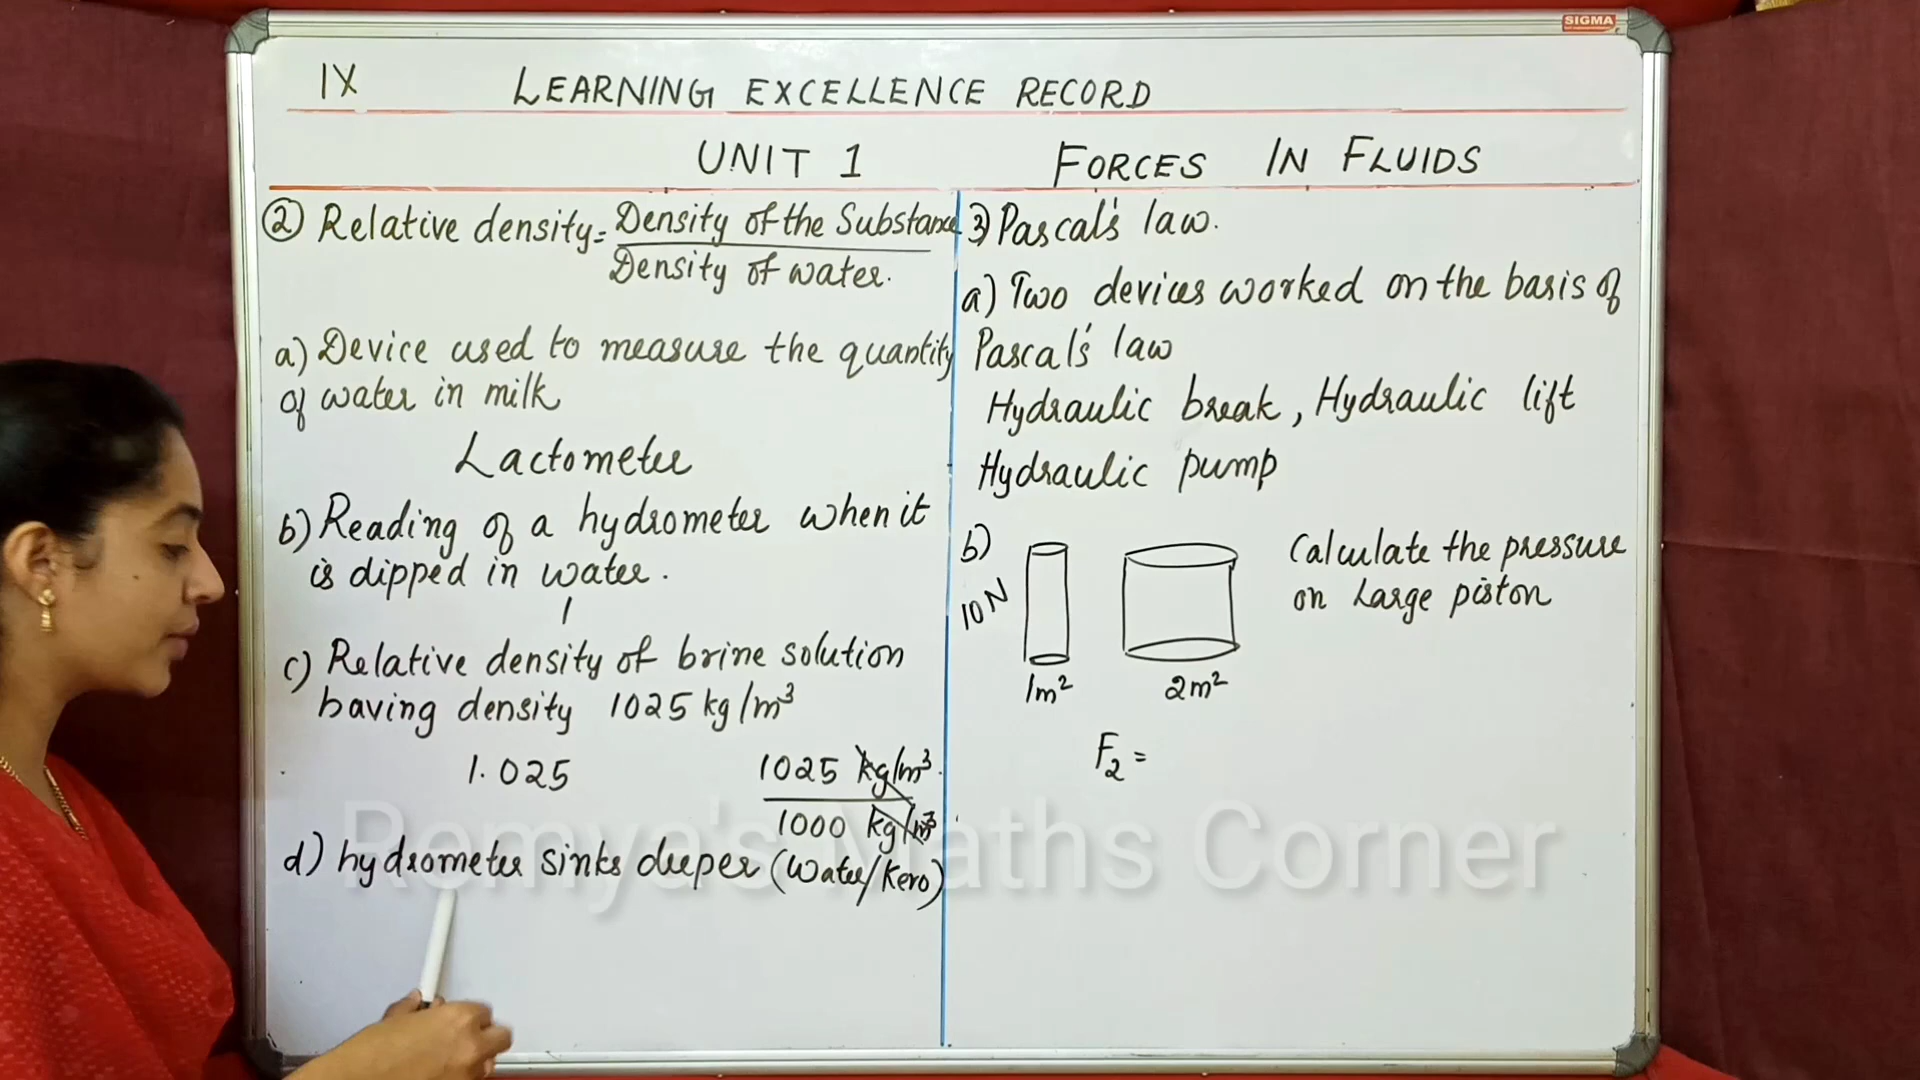 SIGMA
IX LEARNING EXCELLENCE RECORD
UNIT 1 FORCES IN FLUIDS
② Relative density = Density of the Substance
Density of water.
a) Device used to measure the quantity
of water in milk
Lactometer
b) Reading of a hydrometer when it
is dipped in water.
1
c) Relative density of brine solution
having density 1025 kg/m³
1.025
1025 kg/m³
1000 kg/m³
d) hydrometer sinks deeper (Water/Kero)
3) Pascal's law.
a) Two devices worked on the basis of
Pascal's law
Hydraulic break, Hydraulic lift
Hydraulic pump
b)
10 N
1m²
2m²
Calculate the pressure
on Large piston
F₂ =
Remya's Maths Corner